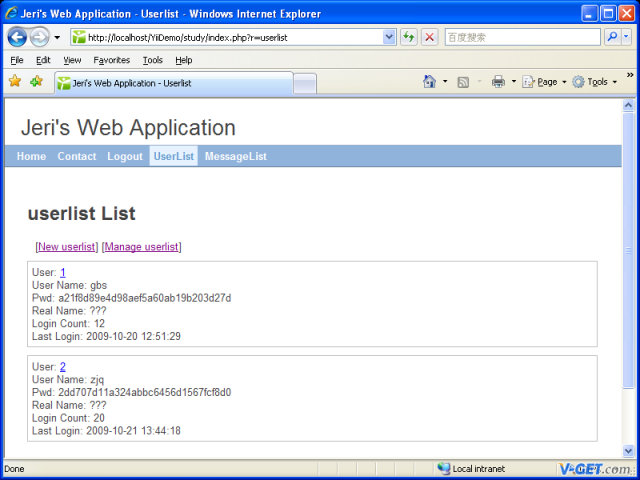 Jeri's Web Application - Userlist - Windows Internet Explorer
http://localhost/YiiDemo/study/index.php?r=userlist
百度搜索
File Edit View Favorites Tools Help
Jeri's Web Application - Userlist
Page Tools
Jeri's Web Application
Home Contact Logout UserList MessageList
userlist List
[New userlist] [Manage userlist]
User: 1
User Name: gbs
Pwd: a21f8d89e4d98aef5a60ab19b203d27d
Real Name: ???
Login Count: 12
Last Login: 2009-10-20 12:51:29
User: 2
User Name: zjq
Pwd: 2dd707d11a324abbc6456d1567fcf8d0
Real Name: ???
Login Count: 20
Last Login: 2009-10-21 13:44:18
Done
Local intranet
V-GET.com